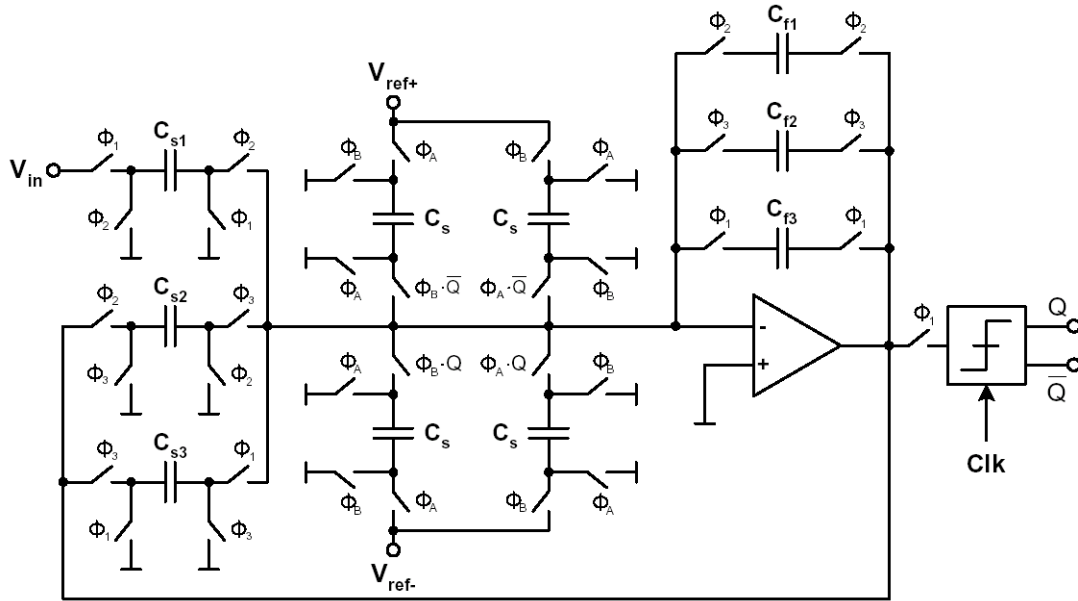 Φ2 Cf1 Φ2
Vref+
Φ3 Cf2 Φ3
Φ1 Cs1 Φ2
ΦB ΦA ΦB ΦA
Vin
Φ2 Φ1
Cs Cs
Φ1 Cf3 Φ1
ΦA ΦB·Q̅ ΦA·Q̅ ΦB
Φ2 Cs2 Φ3
- Φ1 Q
+ Q̅
Φ3 Φ2
ΦA ΦB·Q ΦA·Q ΦB
Cs Cs
Φ3 Cs3 Φ1
Clk
ΦB ΦA ΦB ΦA
Φ1 Φ3
Vref-